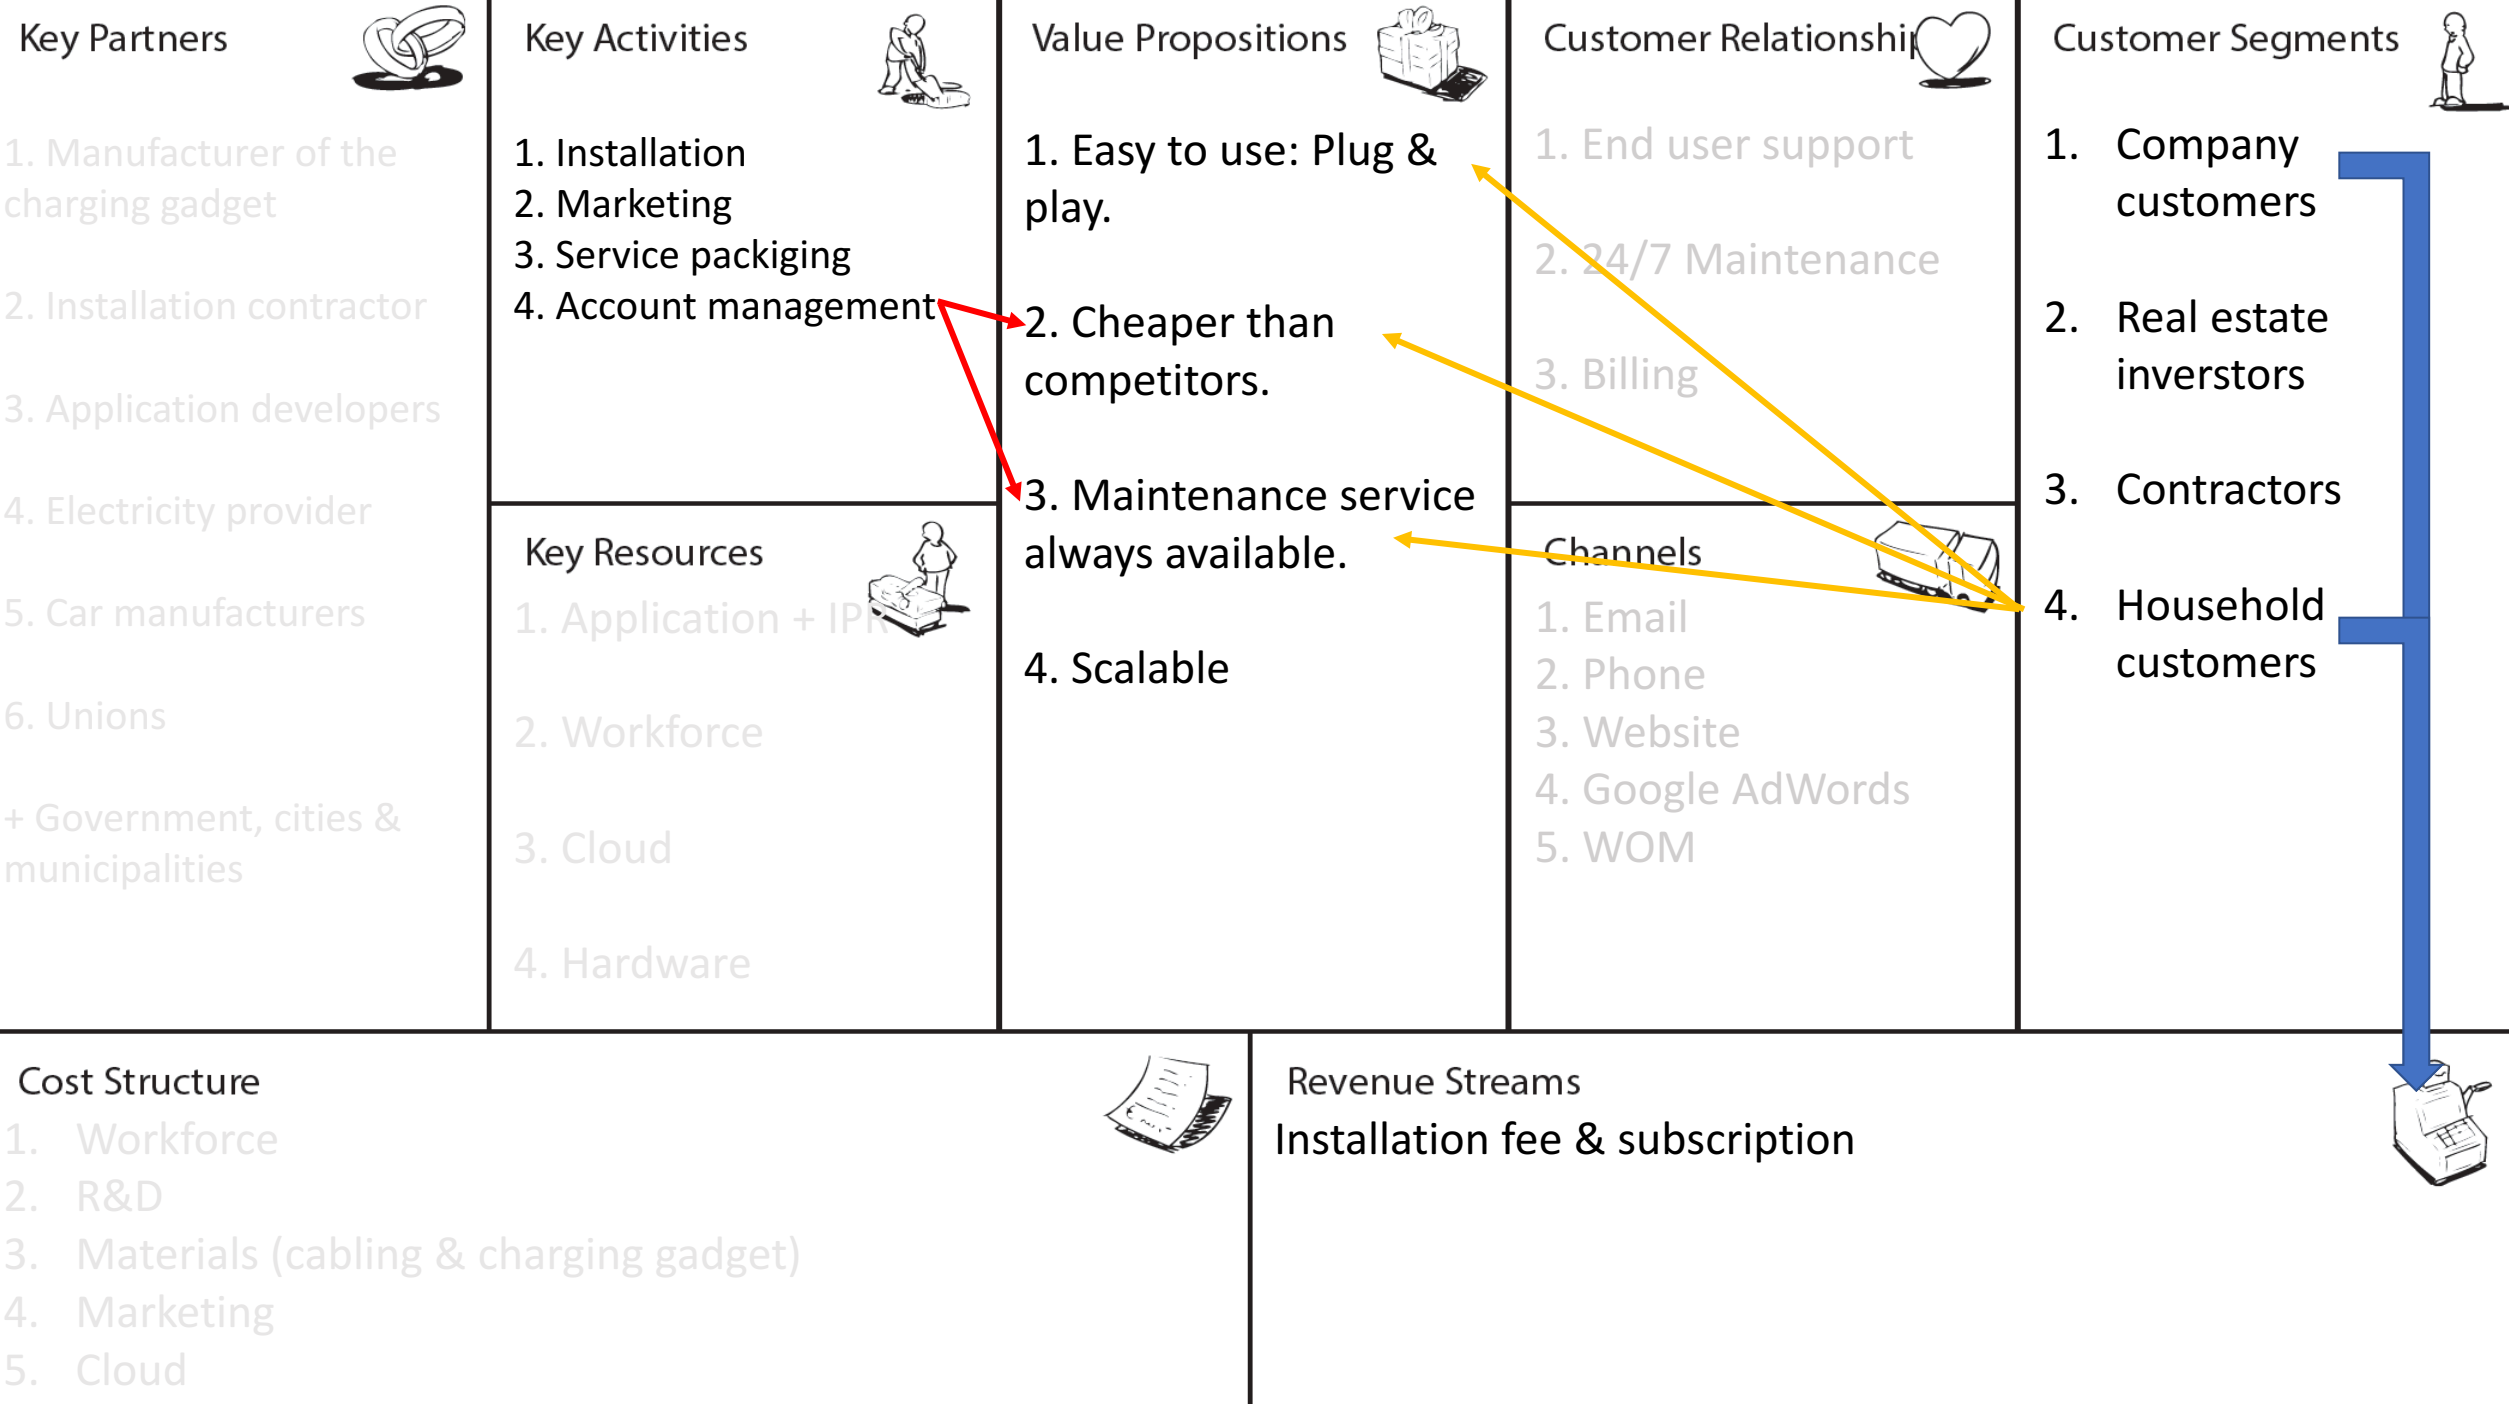 Key Partners
1. Manufacturer of the
charging gadget
2. Installation contractor
3. Application developers
4. Electricity provider
5. Car manufacturers
6. Unions
+ Government, cities &
municipalities
Key Activities
1. Installation
2. Marketing
3. Service packiging
4. Account management
Key Resources
1. Application + IPR
2. Workforce
3. Cloud
4. Hardware
Value Propositions
1. Easy to use: Plug &
play.
2. Cheaper than
competitors.
3. Maintenance service
always available.
4. Scalable
Customer Relationship
1. End user support
2. 24/7 Maintenance
3. Billing
Channels
1. Email
2. Phone
3. Website
4. Google AdWords
5. WOM
Customer Segments
1. Company
customers
2. Real estate
inverstors
3. Contractors
4. Household
customers
Cost Structure
1. Workforce
2. R&D
3. Materials (cabling & charging gadget)
4. Marketing
5. Cloud
Revenue Streams
Installation fee & subscription